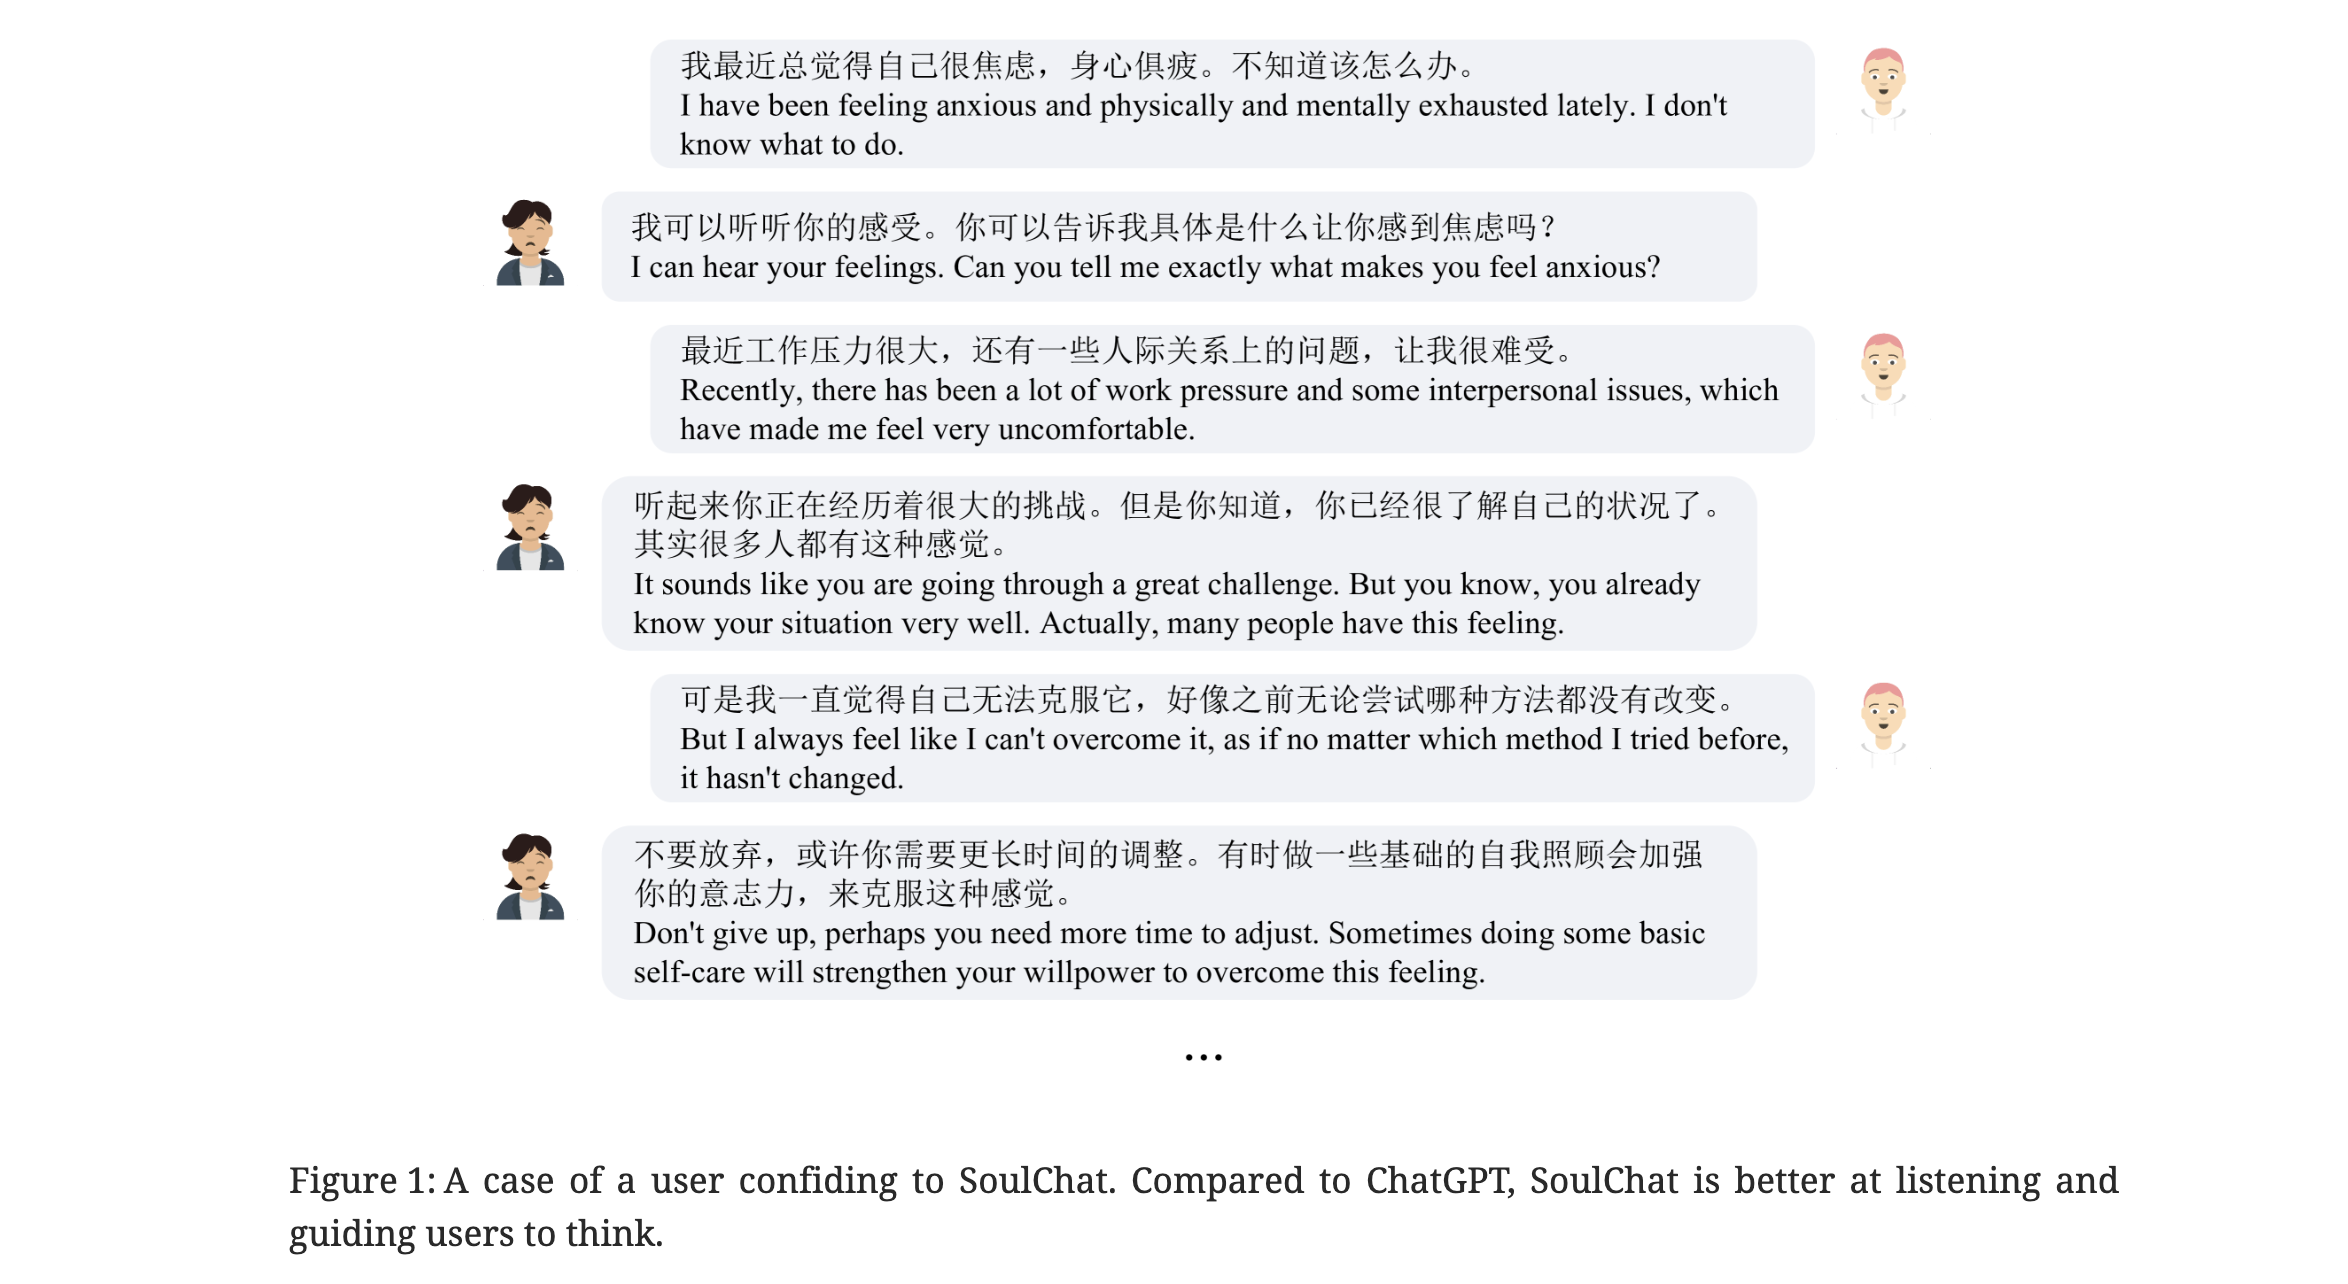 我最近总觉得自己很焦虑，身心俱疲。不知道该怎么办。
I have been feeling anxious and physically and mentally exhausted lately. I don't
know what to do.
我可以听听你的感受。你可以告诉我具体是什么让你感到焦虑吗？
I can hear your feelings. Can you tell me exactly what makes you feel anxious?
最近工作压力很大，还有一些人际关系上的问题，让我很难受。
Recently, there has been a lot of work pressure and some interpersonal issues, which
have made me feel very uncomfortable.
听起来你正在经历着很大的挑战。但是你知道，你已经很了解自己的状况了。
其实很多人都有这种感觉。
It sounds like you are going through a great challenge. But you know, you already
know your situation very well. Actually, many people have this feeling.
可是我一直觉得自己无法克服它，好像之前无论尝试哪种方法都没有改变。
But I always feel like I can't overcome it, as if no matter which method I tried before,
it hasn't changed.
不要放弃，或许你需要更长时间的调整。有时做一些基础的自我照顾会加强
你的意志力，来克服这种感觉。
Don't give up, perhaps you need more time to adjust. Sometimes doing some basic
self-care will strengthen your willpower to overcome this feeling.
...
Figure 1: A case of a user confiding to SoulChat. Compared to ChatGPT, SoulChat is better at listening and
guiding users to think.